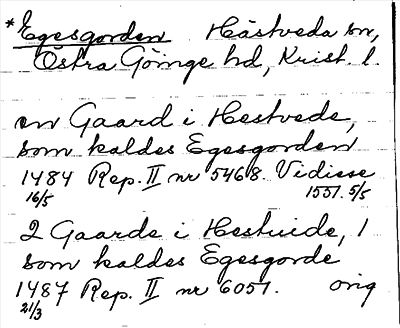 *Egesgorden Hästveda sn,
Östra Göinge hd, Krist. l.
en Gaard i Hestvede,
som kaldes Egesgorden
1484 Rep. II nr 5468. Vidisse
16/5 1551. 5/5
2 Gaarde i Hestuide, 1
som kaldes Egesgorde
1487 Rep. II nr 6051. orig
21/3